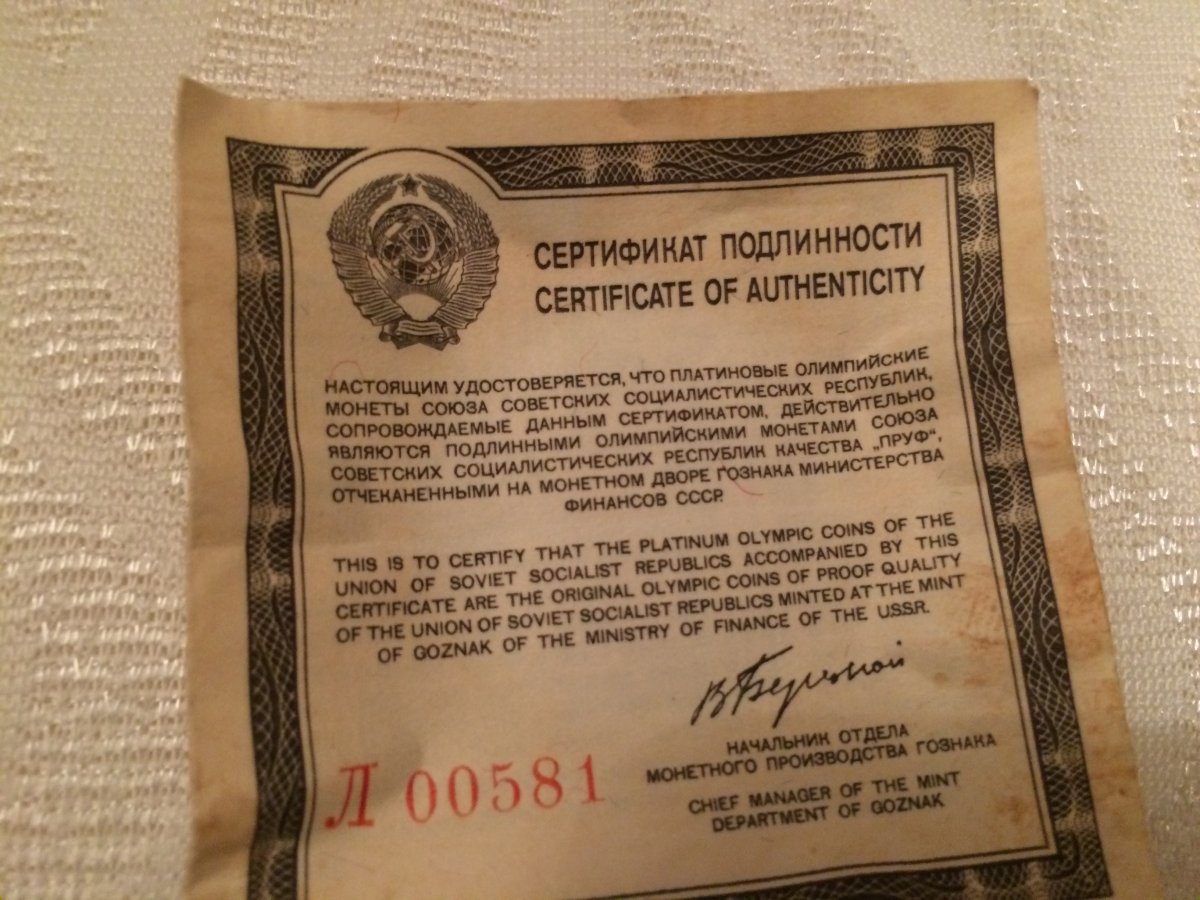 СЕРТИФИКАТ ПОДЛИННОСТИ
CERTIFICATE OF AUTHENTICITY
НАСТОЯЩИМ УДОСТОВЕРЯЕТСЯ, ЧТО ПЛАТИНОВЫЕ ОЛИМПИЙСКИЕ
МОНЕТЫ СОЮЗА СОВЕТСКИХ СОЦИАЛИСТИЧЕСКИХ РЕСПУБЛИК,
СОПРОВОЖДАЕМЫЕ ДАННЫМ СЕРТИФИКАТОМ, ДЕЙСТВИТЕЛЬНО
ЯВЛЯЮТСЯ ПОДЛИННЫМИ ОЛИМПИЙСКИМИ МОНЕТАМИ СОЮЗА
СОВЕТСКИХ СОЦИАЛИСТИЧЕСКИХ РЕСПУБЛИК КАЧЕСТВА „ПРУФ“,
ОТЧЕКАНЕННЫМИ НА МОНЕТНОМ ДВОРЕ ГОЗНАКА МИНИСТЕРСТВА
ФИНАНСОВ СССР.
THIS IS TO CERTIFY THAT THE PLATINUM OLYMPIC COINS OF THE
UNION OF SOVIET SOCIALIST REPUBLICS ACCOMPANIED BY THIS
CERTIFICATE ARE THE ORIGINAL OLYMPIC COINS OF PROOF QUALITY
OF THE UNION OF SOVIET SOCIALIST REPUBLICS MINTED AT THE MINT
OF GOZNAK OF THE MINISTRY OF FINANCE OF THE U.S.S.R.
НАЧАЛЬНИК ОТДЕЛА
МОНЕТНОГО ПРОИЗВОДСТВА ГОЗНАКА
Л 00581
CHIEF MANAGER OF THE MINT
DEPARTMENT OF GOZNAK